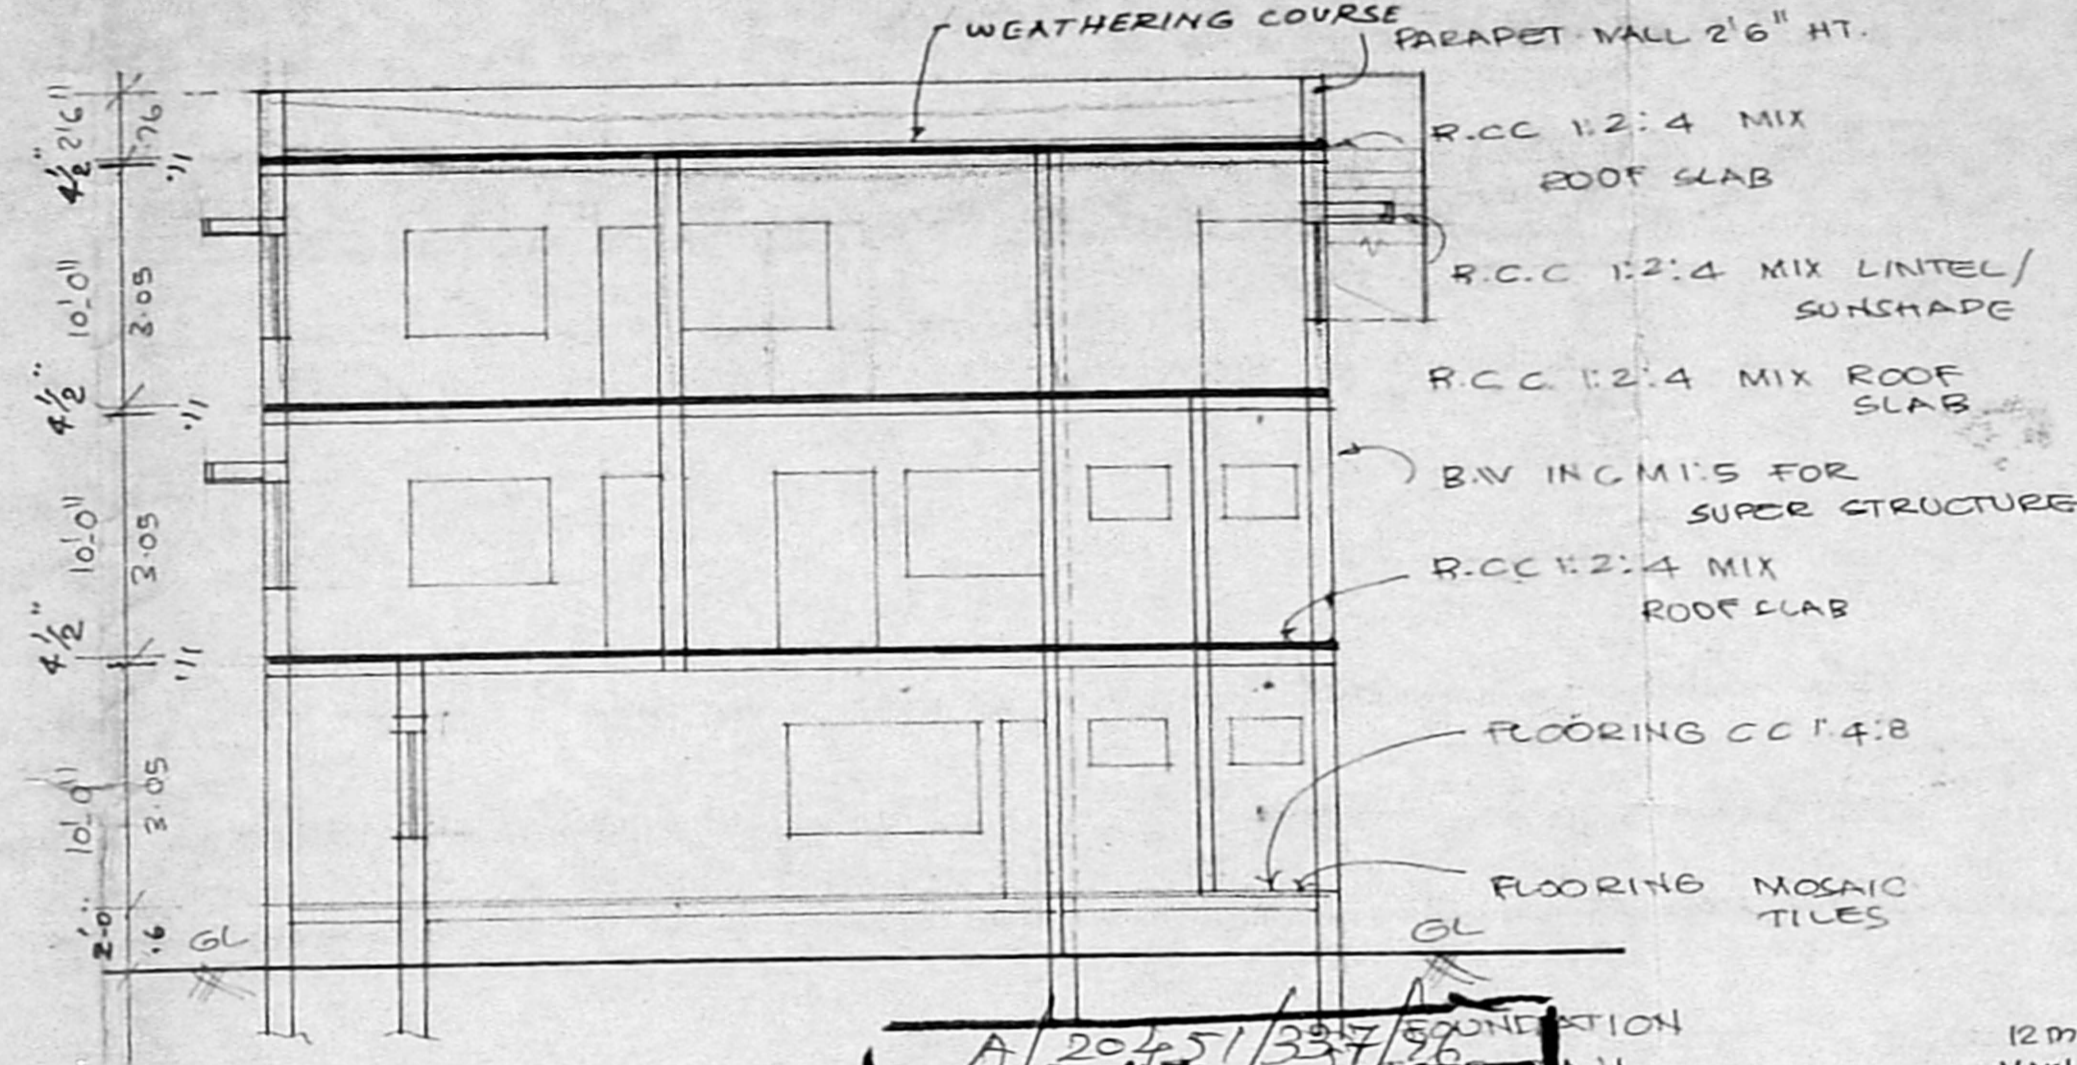 WEATHERING COURSE
PARAPET WALL 2'6" HT.
R.CC 1:2:4 MIX
ROOF SLAB
R.C.C 1:2:4 MIX LINTEL/
SUNSHADE
R.C.C. 1:2:4 MIX ROOF
SLAB
B.W IN C M 1:5 FOR
SUPER STRUCTURE
R.CC 1:2:4 MIX
ROOF SLAB
FLOORING CC 1:4:8
FLOORING MOSAIC
TILES
GL
GL
2'6"
.76
4½"
.11
10'-0"
3.05
4½"
.11
10'-0"
3.05
4½"
.11
10'-0"
3.05
2'-0"
.6
FOUNDATION
A/20451/337/96
12 m